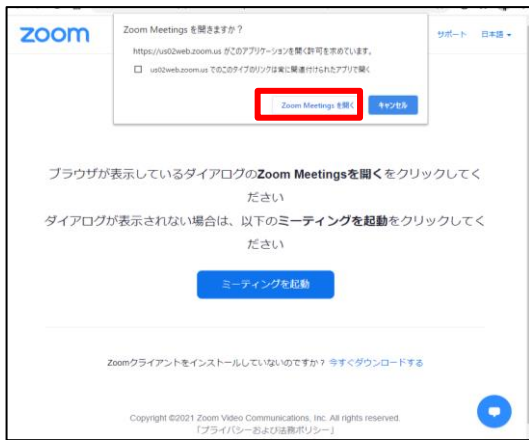 zoom
Zoom Meetings を開きますか？
https://us02web.zoom.us がこのアプリケーションを開く許可を求めています。
us02web.zoom.us でのこのタイプのリンクは常に関連付けられたアプリで開く
Zoom Meetings を開く
キャンセル
サポート 日本語
ブラウザが表示しているダイアログのZoom Meetingsを開くをクリックしてく
ださい
ダイアログが表示されない場合は、以下のミーティングを起動をクリックしてく
ださい
ミーティングを起動
Zoomクライアントをインストールしていないのですか？ 今すぐダウンロードする
Copyright ©2021 Zoom Video Communications, Inc. All rights reserved.
「プライバシーおよび法務ポリシー」